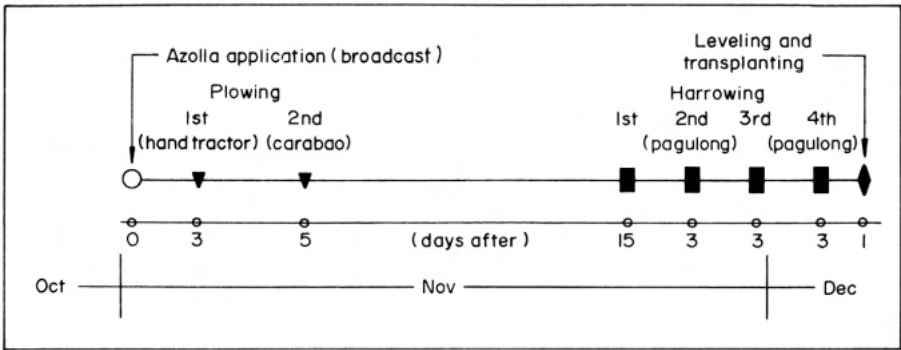 Azolla application (broadcast)
Leveling and
transplanting
Plowing
Harrowing
1st 2nd
1st 2nd 3rd 4th
(hand tractor) (carabao)
(pagulong) (pagulong)
0 3 5 (days after) 15 3 3 3 1
Oct Nov Dec